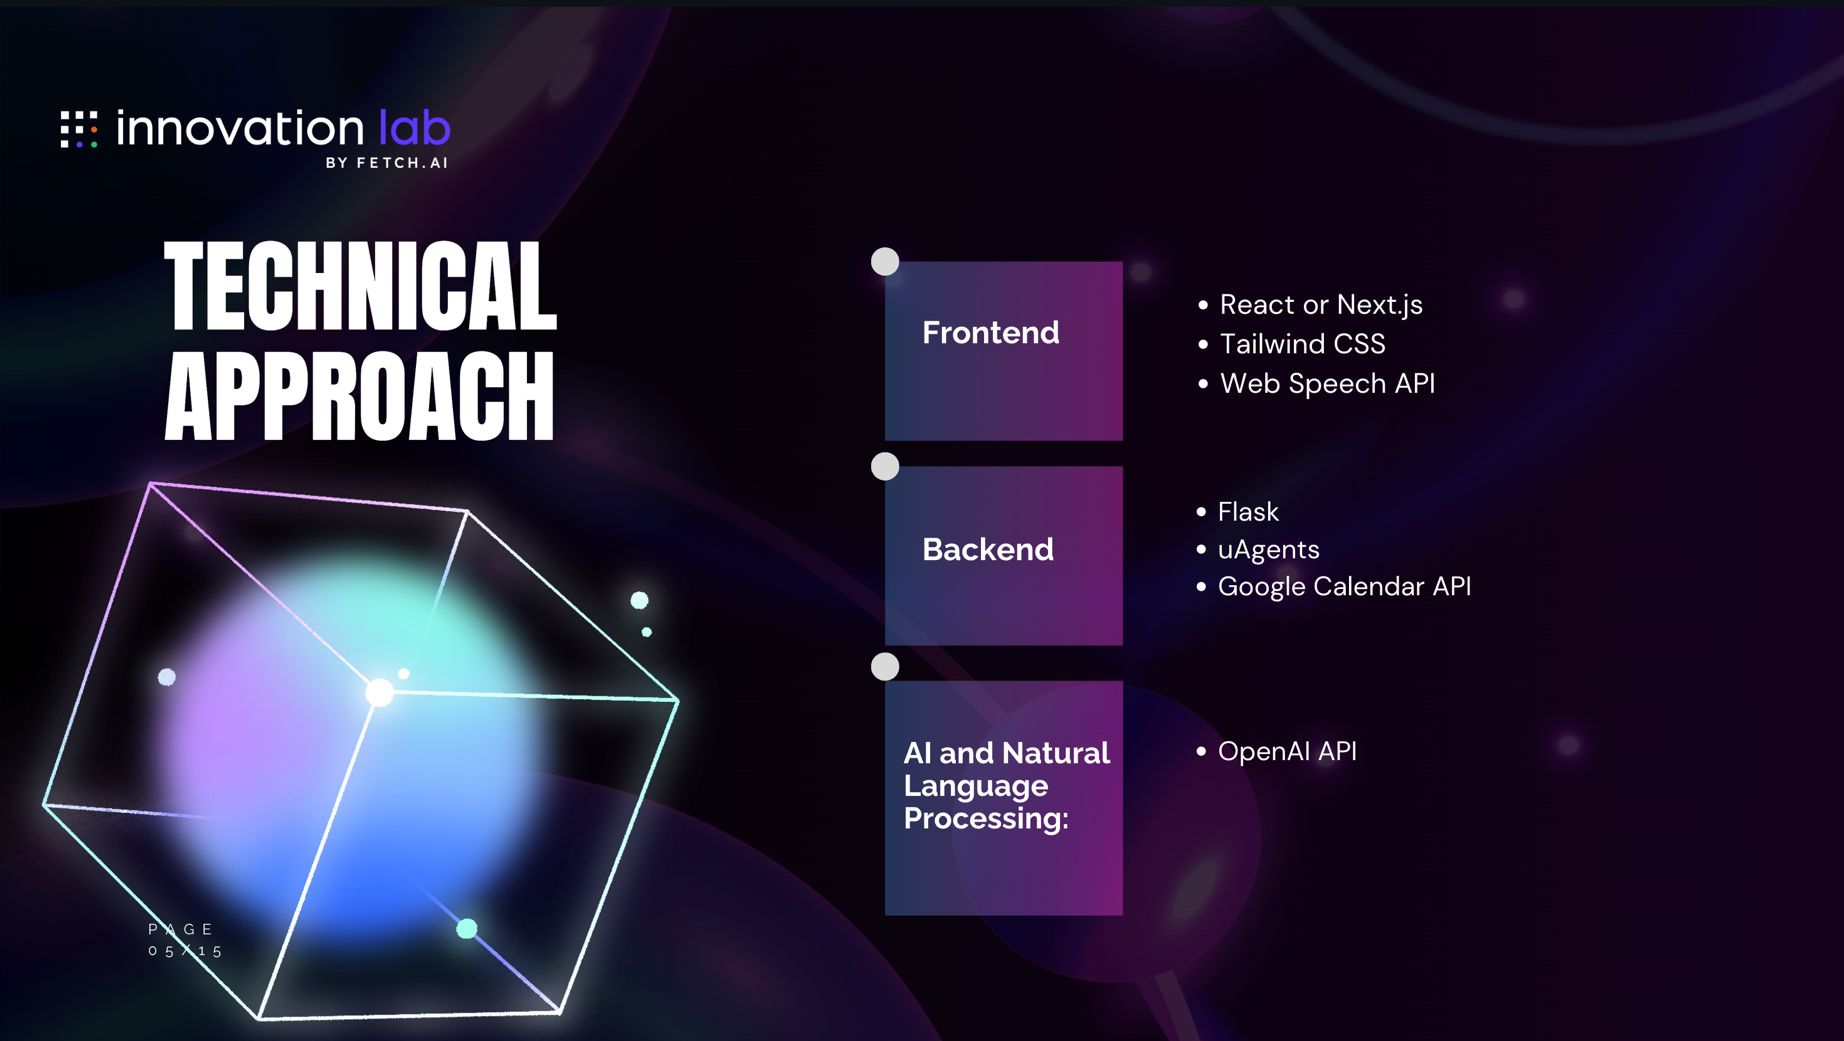 innovation lab
BY FETCH.AI
TECHNICAL
APPROACH
Frontend
• React or Next.js
• Tailwind CSS
• Web Speech API
Backend
• Flask
• uAgents
• Google Calendar API
AI and Natural
Language
Processing:
• OpenAI API
PAGE
05/15